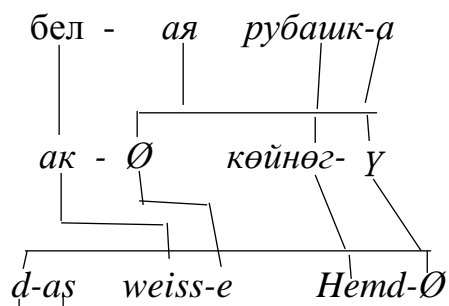 бел - ая рубашк-а
ак - Ø көйнөг- Ү
d-as weiss-e Hemd-Ø